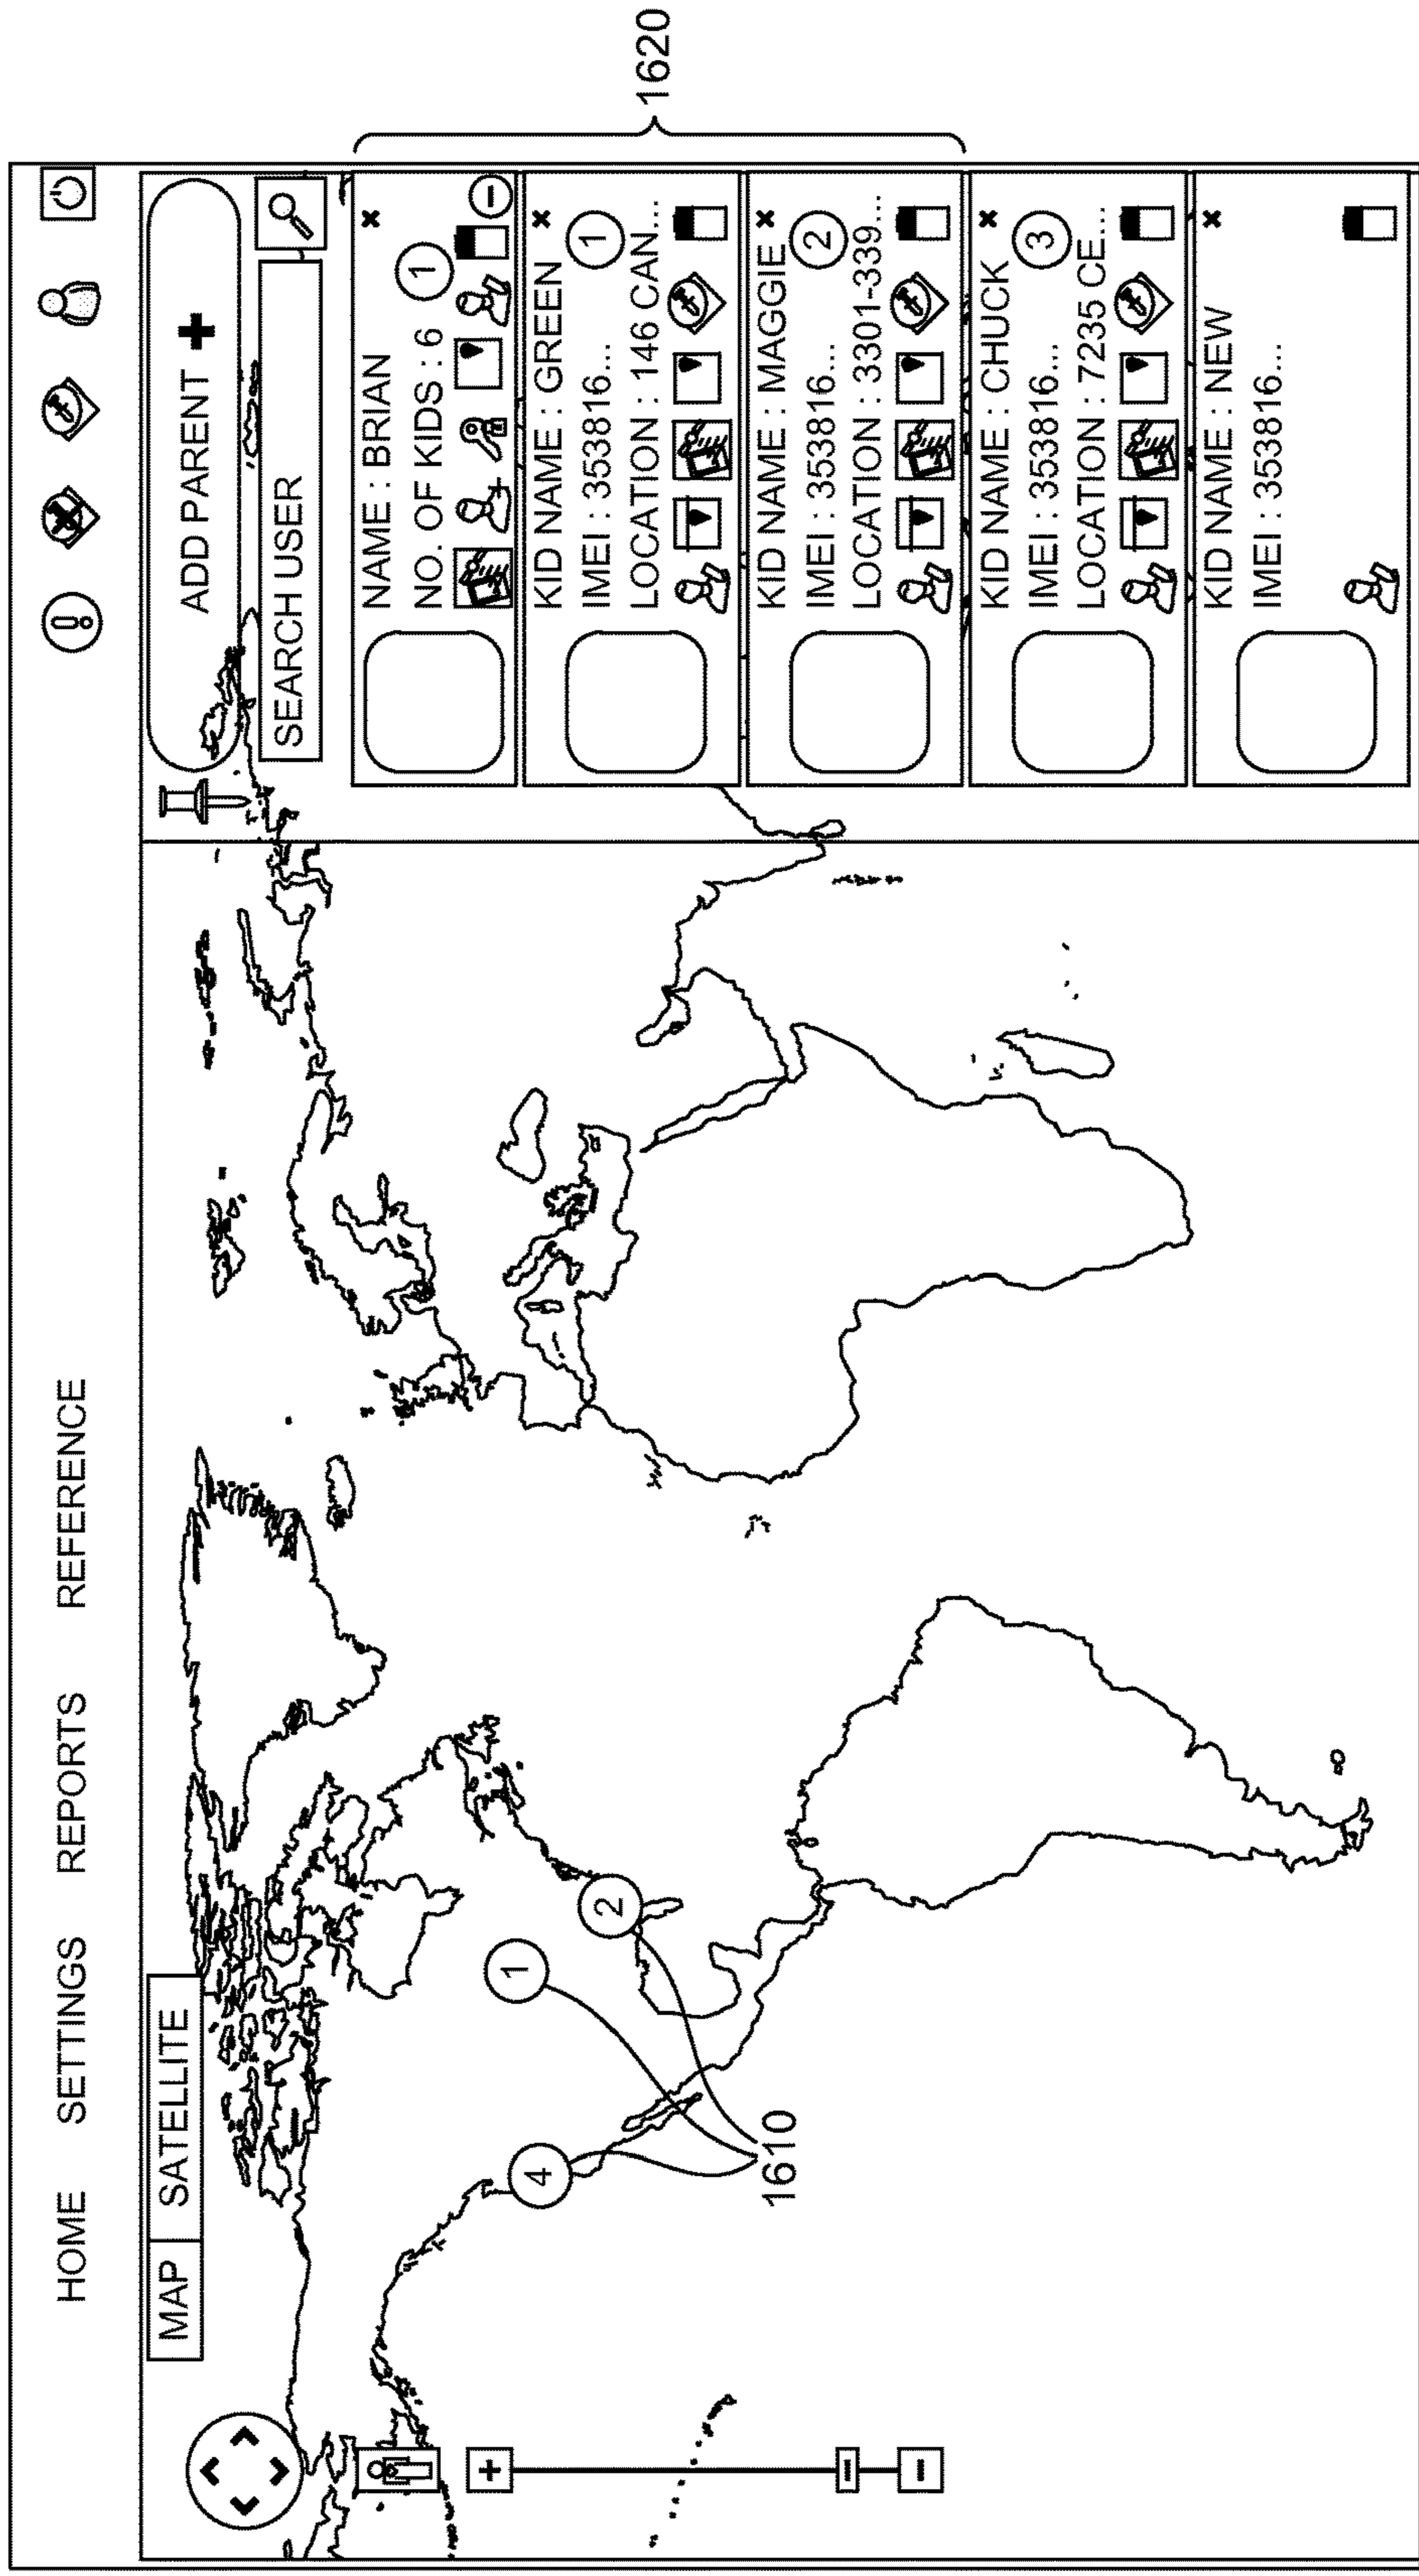 HOME SETTINGS REPORTS REFERENCE
MAP SATELLITE
ADD PARENT +
SEARCH USER
NAME : BRIAN x
1
NO. OF KIDS : 6
KID NAME : GREEN x
IMEI : 353816... 1
LOCATION : 146 CAN...
KID NAME : MAGGIE x
IMEI : 353816... 2
LOCATION : 3301-339...
KID NAME : CHUCK x
IMEI : 353816... 3
LOCATION : 7235 CE...
KID NAME : NEW x
IMEI : 353816...
1620
1
4
2
1610